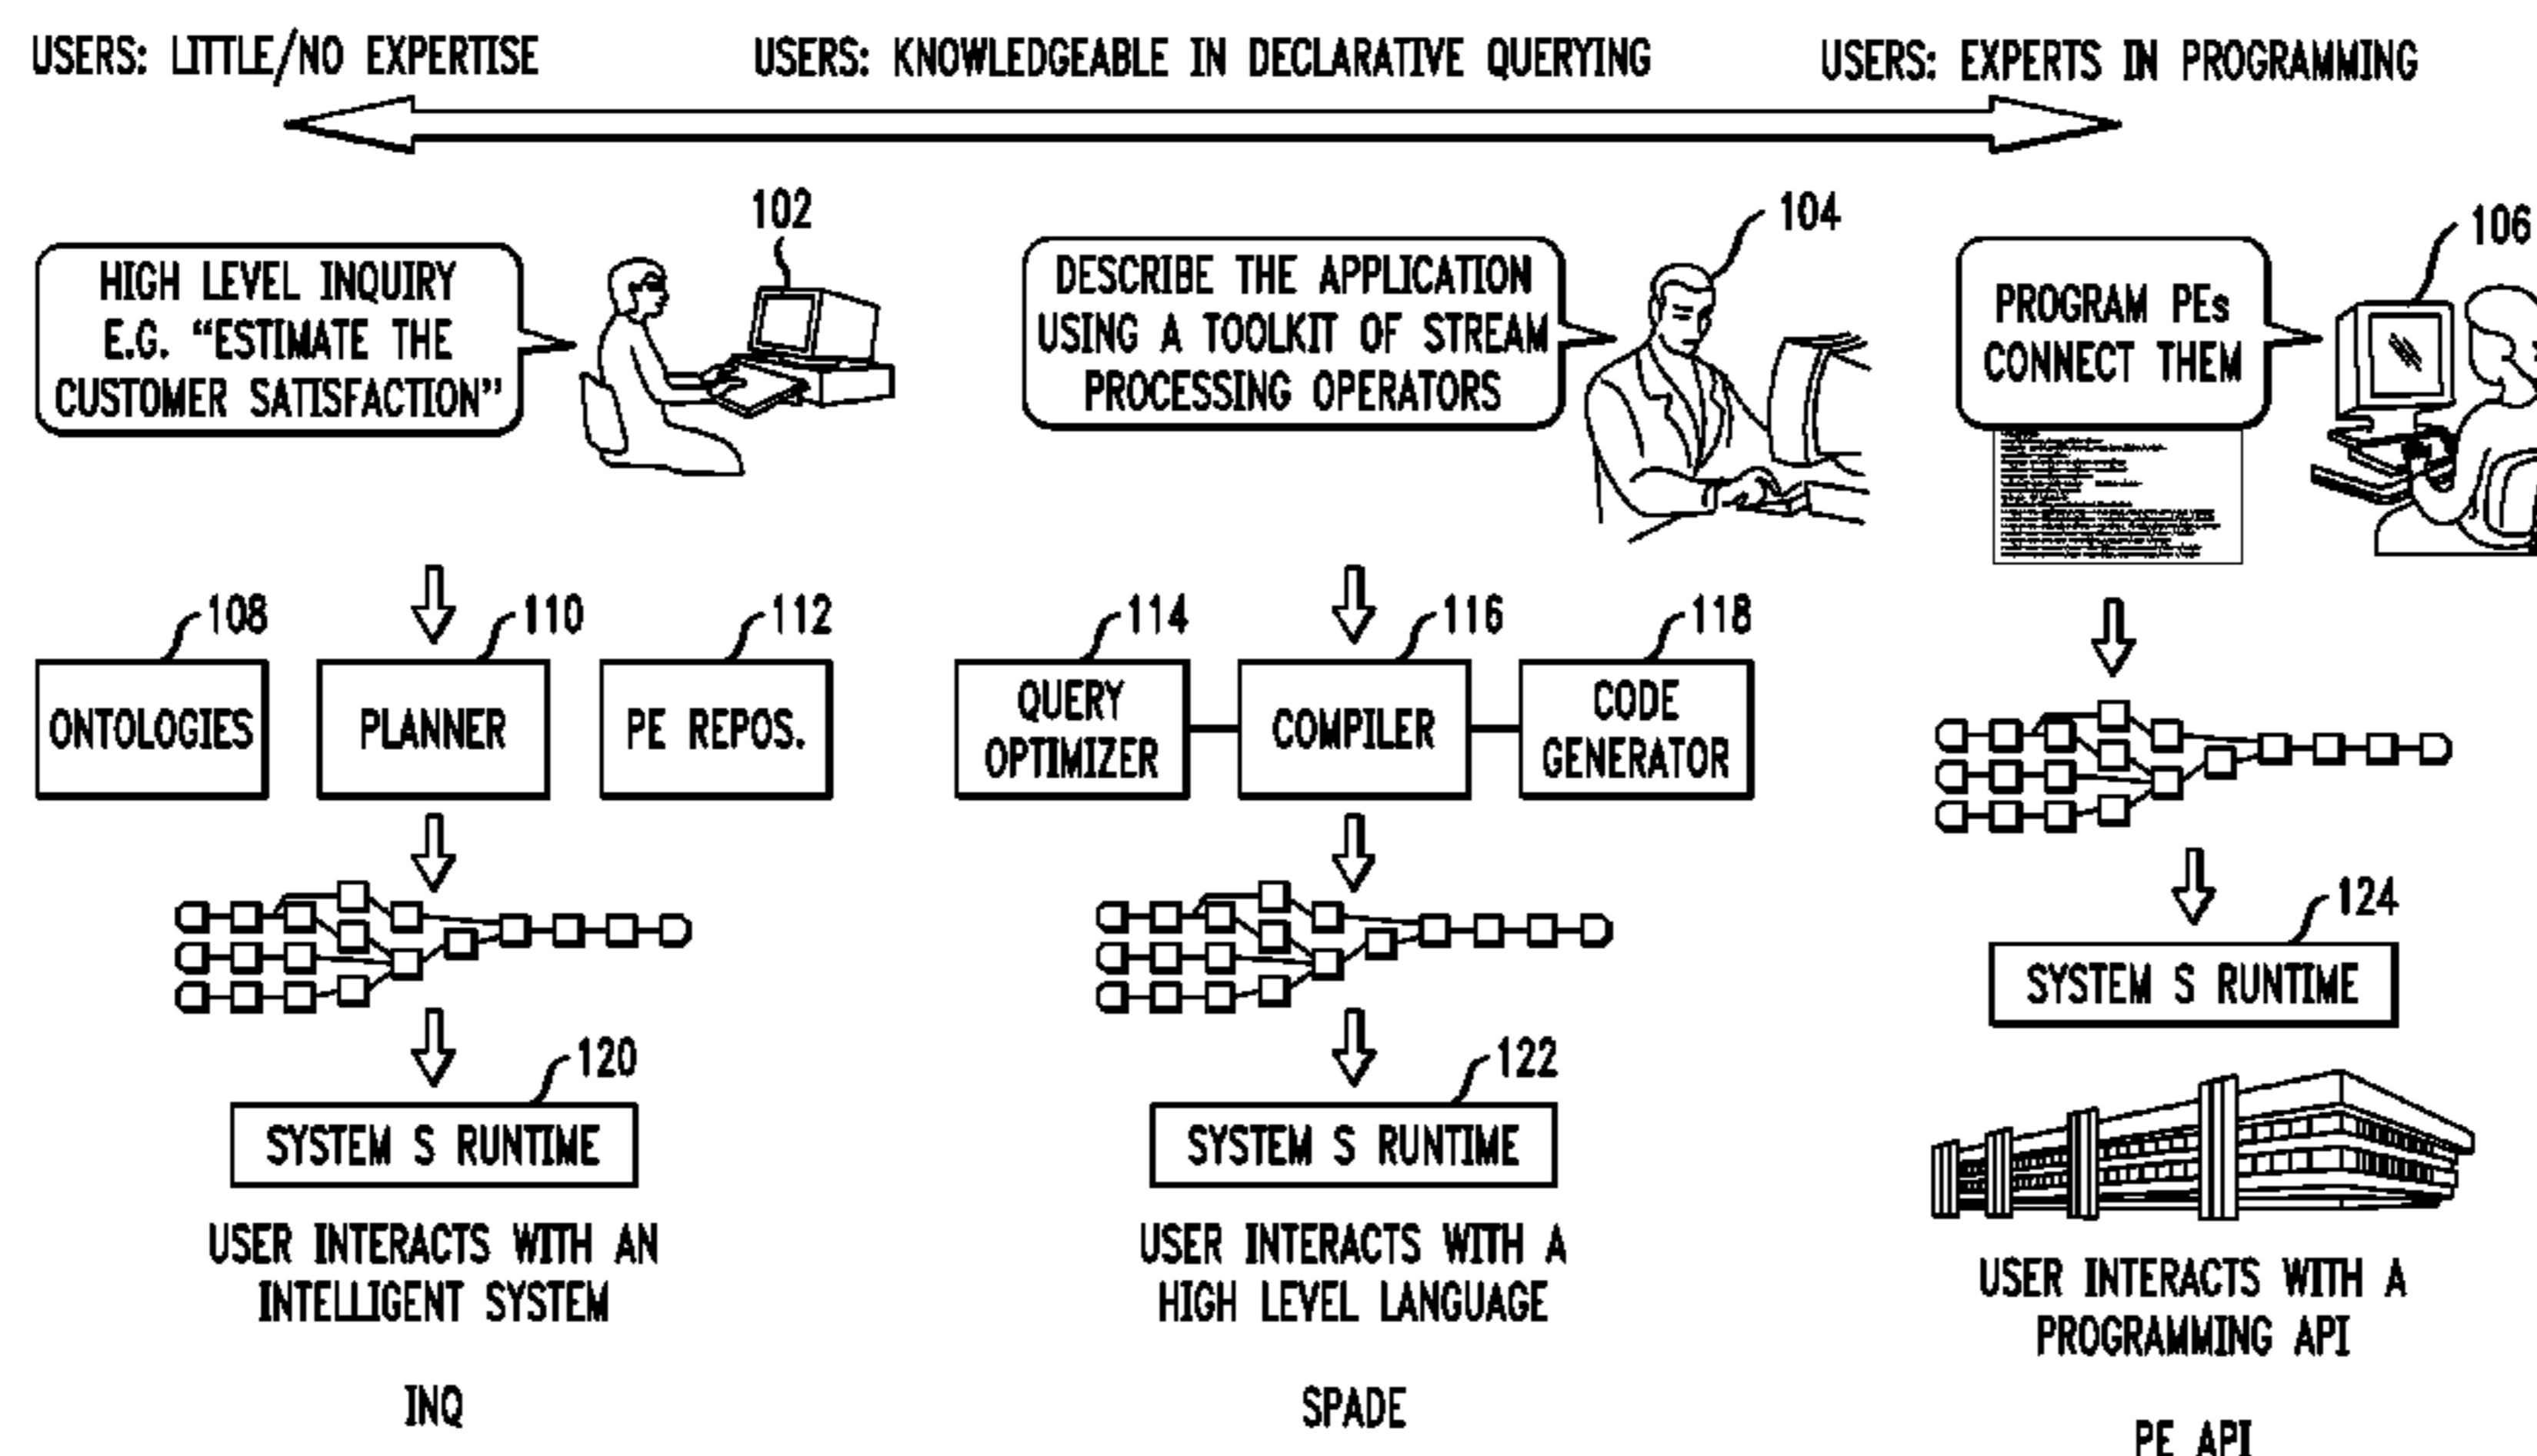 USERS: LITTLE/NO EXPERTISE
USERS: KNOWLEDGEABLE IN DECLARATIVE QUERYING
USERS: EXPERTS IN PROGRAMMING
102
HIGH LEVEL INQUIRY
E.G. “ESTIMATE THE
CUSTOMER SATISFACTION”
104
DESCRIBE THE APPLICATION
USING A TOOLKIT OF STREAM
PROCESSING OPERATORS
106
PROGRAM PEs
CONNECT THEM
108
110
112
ONTOLOGIES
PLANNER
PE REPOS.
114
116
118
QUERY
OPTIMIZER
COMPILER
CODE
GENERATOR
120
SYSTEM S RUNTIME
122
SYSTEM S RUNTIME
124
SYSTEM S RUNTIME
USER INTERACTS WITH AN
INTELLIGENT SYSTEM
USER INTERACTS WITH A
HIGH LEVEL LANGUAGE
USER INTERACTS WITH A
PROGRAMMING API
INQ
SPADE
PE API